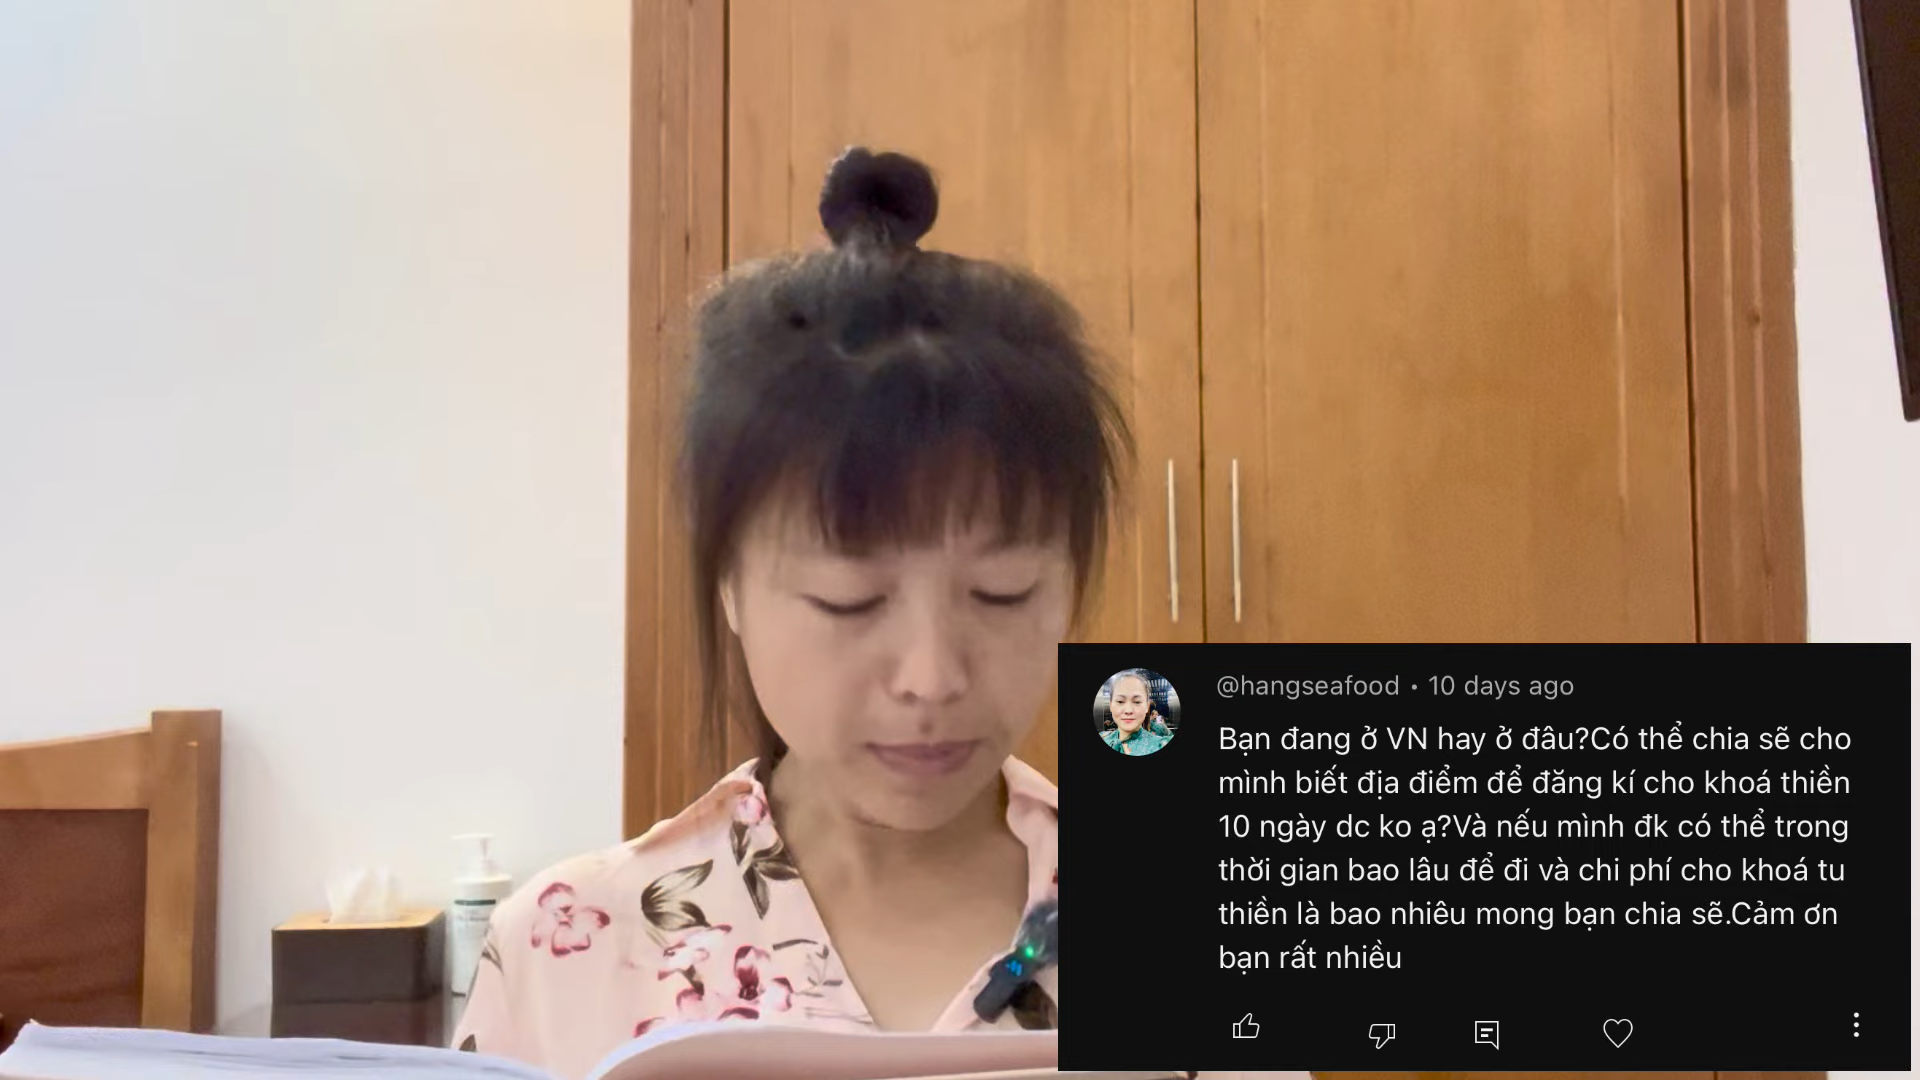 @hangseafood • 10 days ago
Bạn đang ở VN hay ở đâu?Có thể chia sẽ cho
mình biết địa điểm để đăng kí cho khoá thiền
10 ngày dc ko ạ?Và nếu mình đk có thể trong
thời gian bao lâu để đi và chi phí cho khoá tu
thiền là bao nhiêu mong bạn chia sẽ.Cảm ơn
bạn rất nhiều